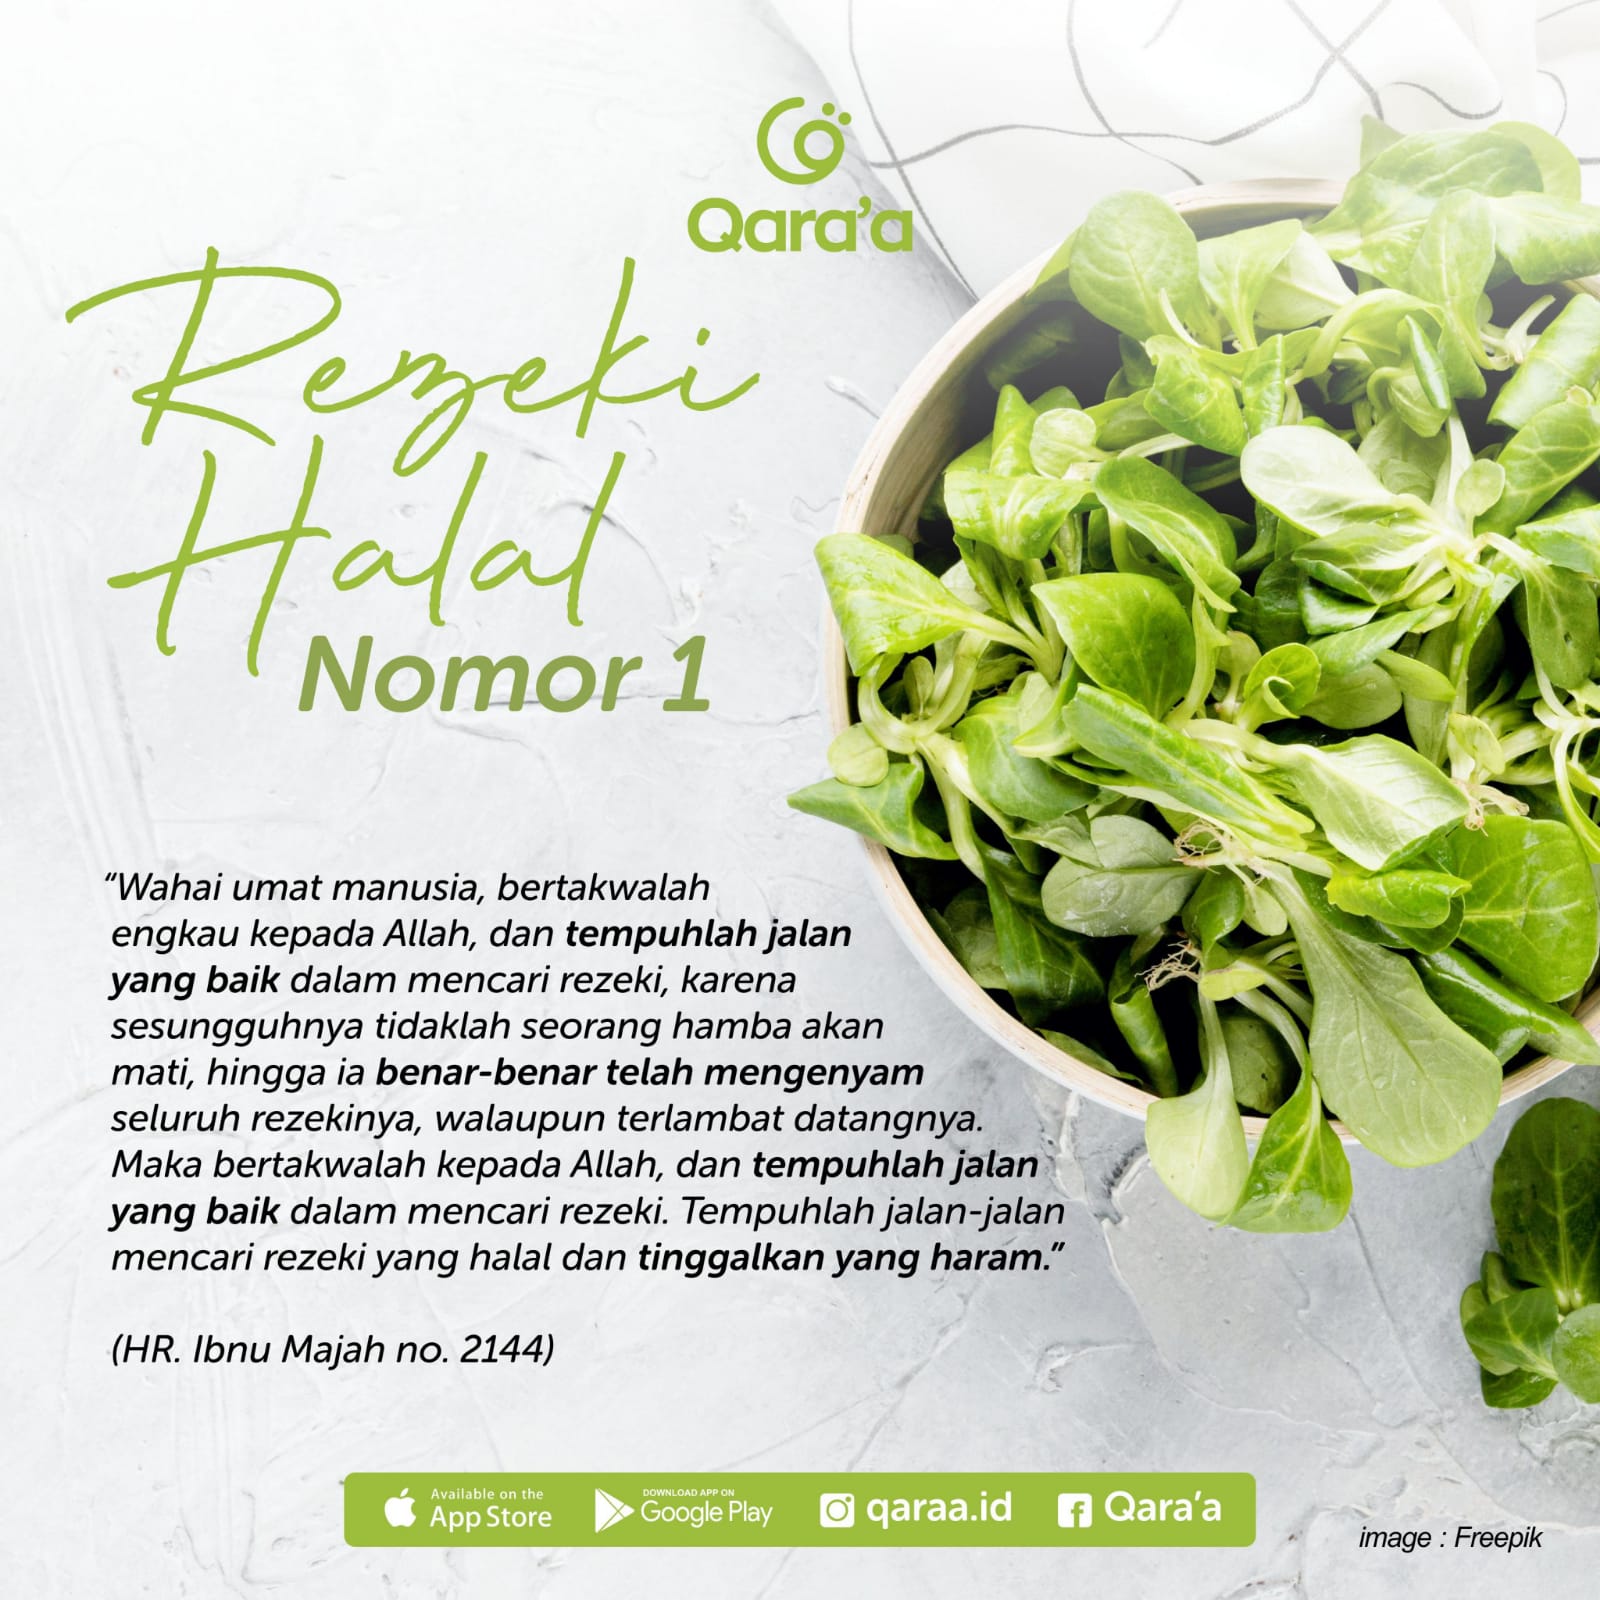 Qara'a
Rezeki
Halal
Nomor 1
“Wahai umat manusia, bertakwalah
engkau kepada Allah, dan tempuhlah jalan
yang baik dalam mencari rezeki, karena
sesungguhnya tidaklah seorang hamba akan
mati, hingga ia benar-benar telah mengenyam
seluruh rezekinya, walaupun terlambat datangnya.
Maka bertakwalah kepada Allah, dan tempuhlah jalan
yang baik dalam mencari rezeki. Tempuhlah jalan-jalan
mencari rezeki yang halal dan tinggalkan yang haram.”
(HR. Ibnu Majah no. 2144)
Available on the
App Store
DOWNLOAD APP ON
Google Play
qaraa.id
Qara'a
image : Freepik